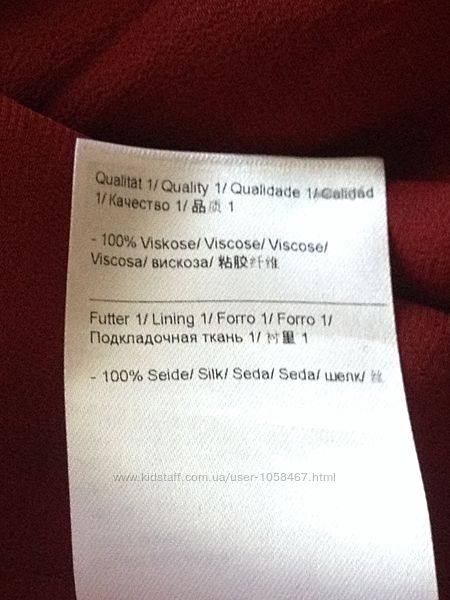 Qualität 1/ Quality 1/ Qualidade 1/ Calidad
1/ Качество 1/ 品质 1
- 100% Viskose/ Viscose/ Viscose/
Viscosa/ вискоза/ 粘胶纤维
Futter 1/ Lining 1/ Forro 1/ Forro 1/
Подкладочная ткань 1/ 衬里 1
- 100% Seide/ Silk/ Seda/ Seda/ шелк/ 丝
www.kidstaff.com.ua/user-1058467.html